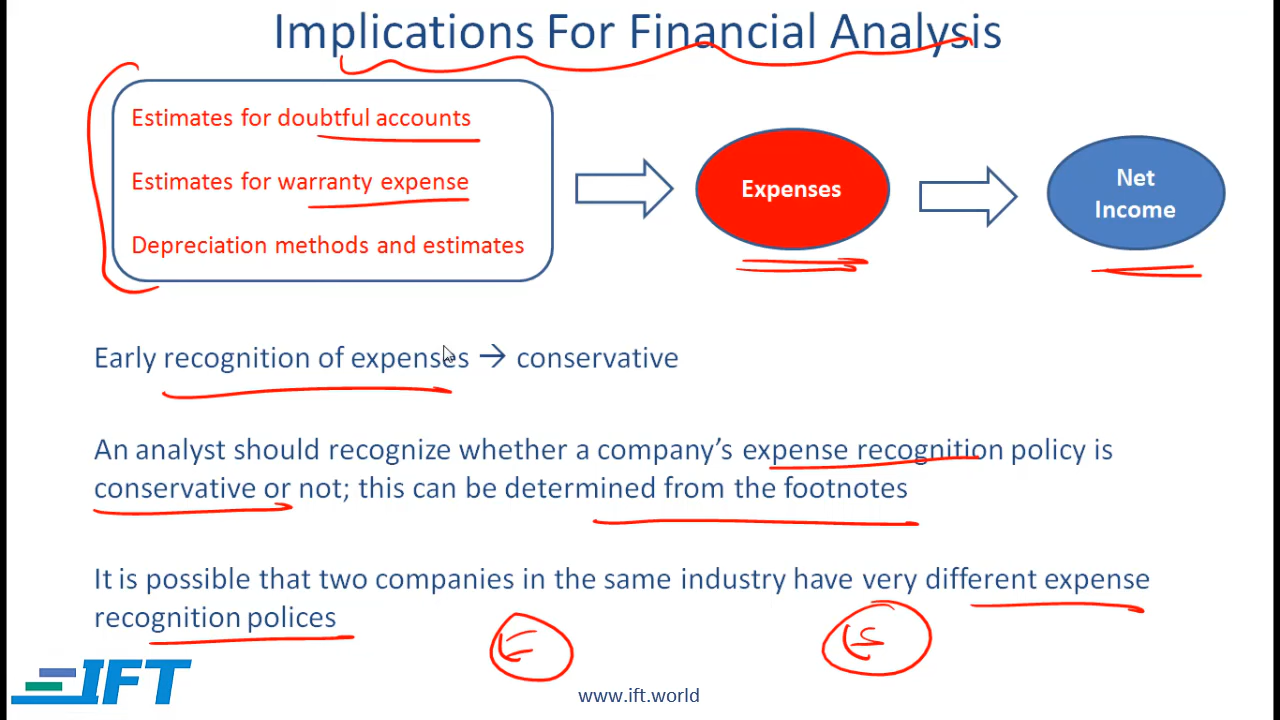 Implications For Financial Analysis
Estimates for doubtful accounts
Estimates for warranty expense
Depreciation methods and estimates
Expenses
Net
Income
Early recognition of expenses → conservative
An analyst should recognize whether a company’s expense recognition policy is
conservative or not; this can be determined from the footnotes
It is possible that two companies in the same industry have very different expense
recognition polices
IFT
www.ift.world